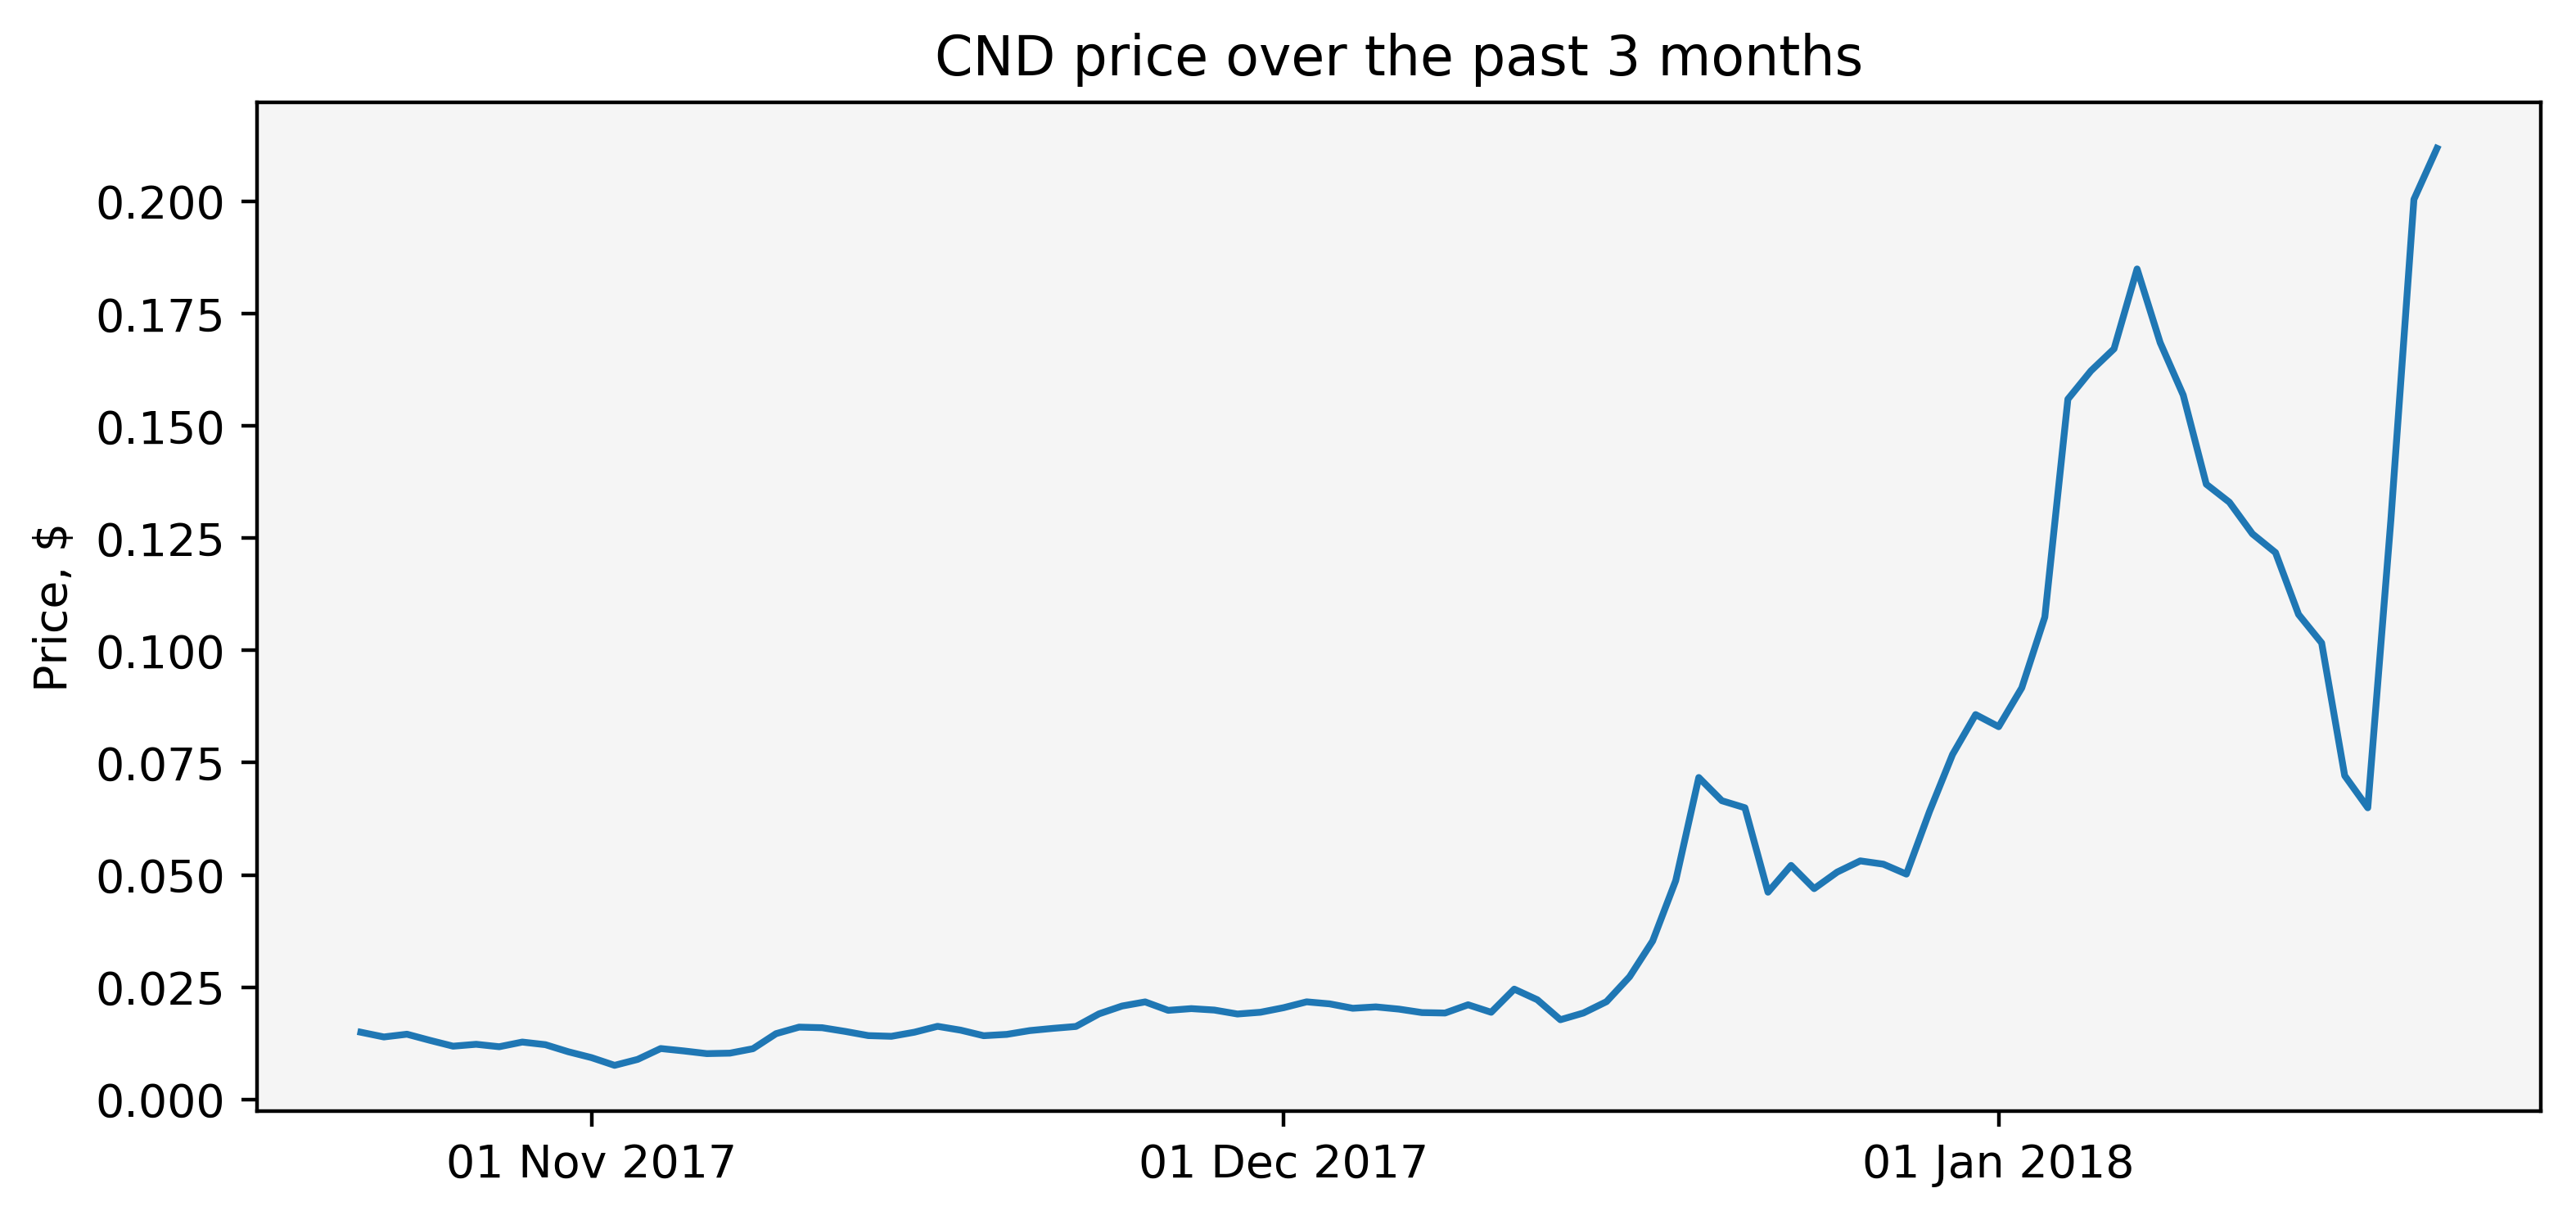 CND price over the past 3 months
Price, $
0.200
0.175
0.150
0.125
0.100
0.075
0.050
0.025
0.000
01 Nov 2017
01 Dec 2017
01 Jan 2018